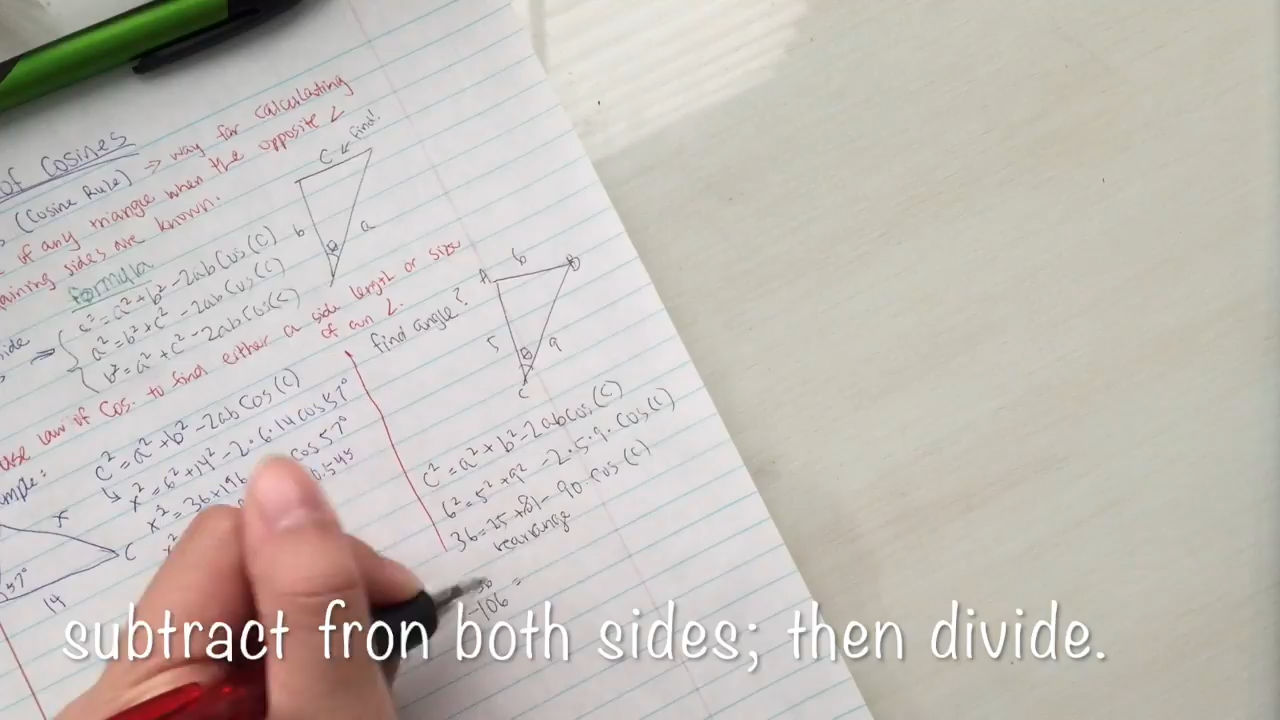 of Cosines
(Cosine Rule) → way for calculating
of any triangle when the opposite ∠
aining sides are known.
C ↙ find!
b
a
θ
formula
side
c² = a² + b² - 2ab Cos(C)
a² = b² + c² - 2ab Cos(C)
b² = a² + c² - 2ab Cos(C)
use law of Cos. to find either a side length or size
of an ∠.
mple:
c² = a² + b² - 2ab Cos(C)
x² = 6² + 14² - 2·6·14 cos 57°
x² = 36 + 196
cos 57°
0.545
x²
x
C
57°
14
find angle?
A
6
B
5
9
θ
C
c² = a² + b² - 2ab cos(C)
6² = 5² + 9² - 2·5·9·cos(C)
36 = 25 + 81 - 90·cos(C)
rearrange
36
-106 =
subtract fron both sides; then divide.